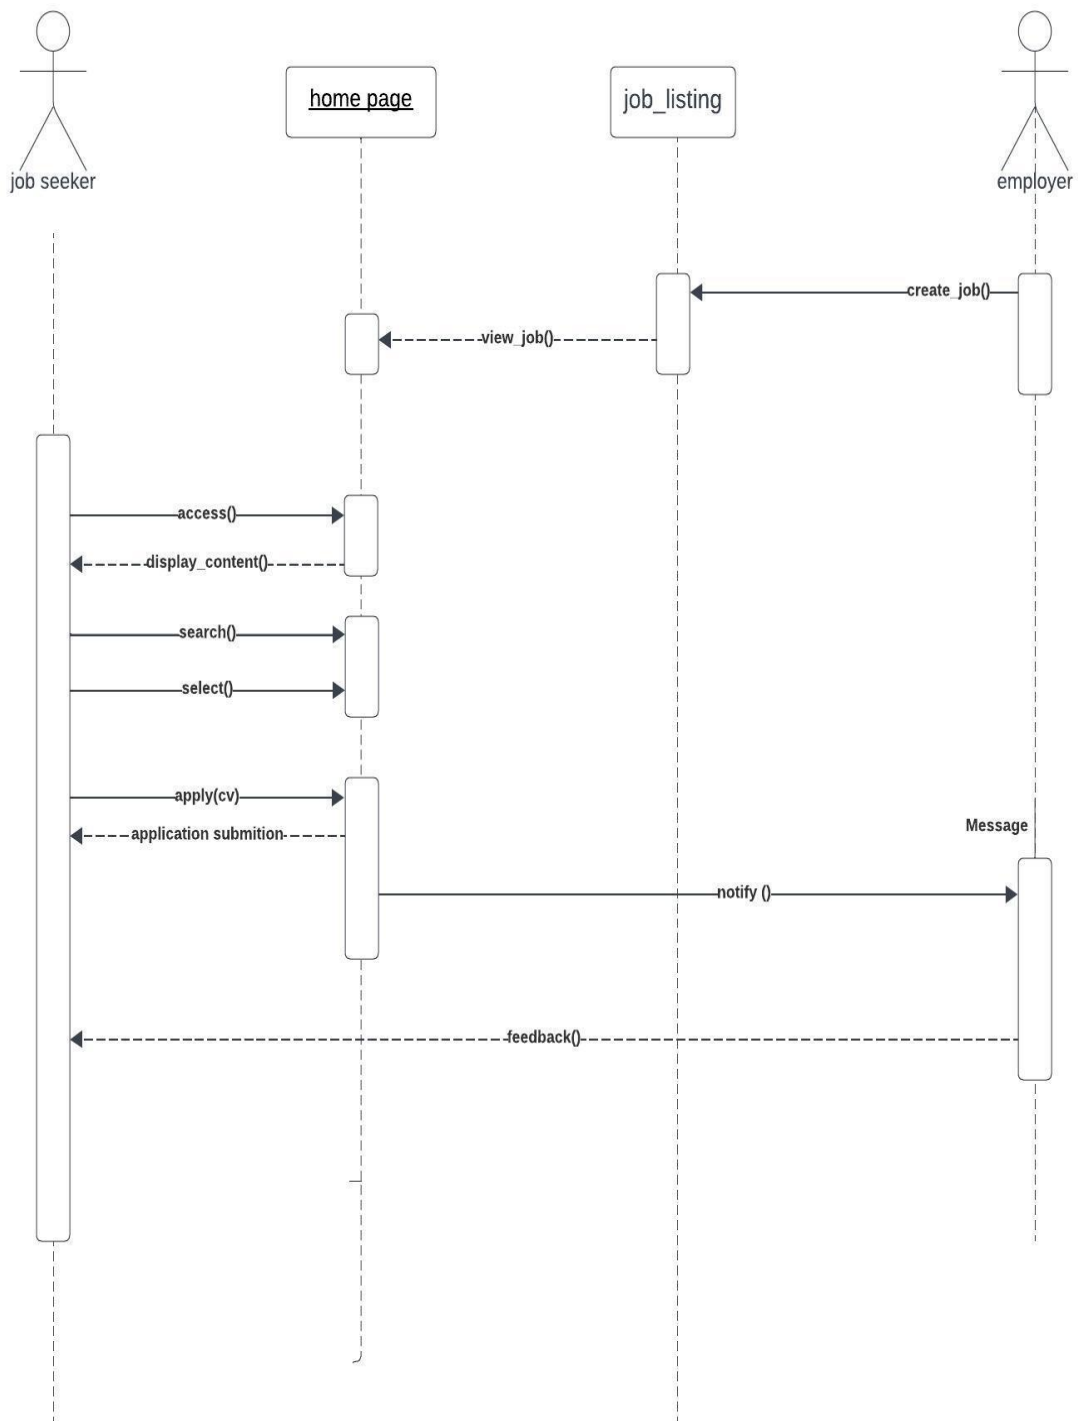 home page
job_listing
job seeker
employer
create_job()
view_job()
access()
display_content()
search()
select()
apply(cv)
Message
application submition
notify ()
feedback()